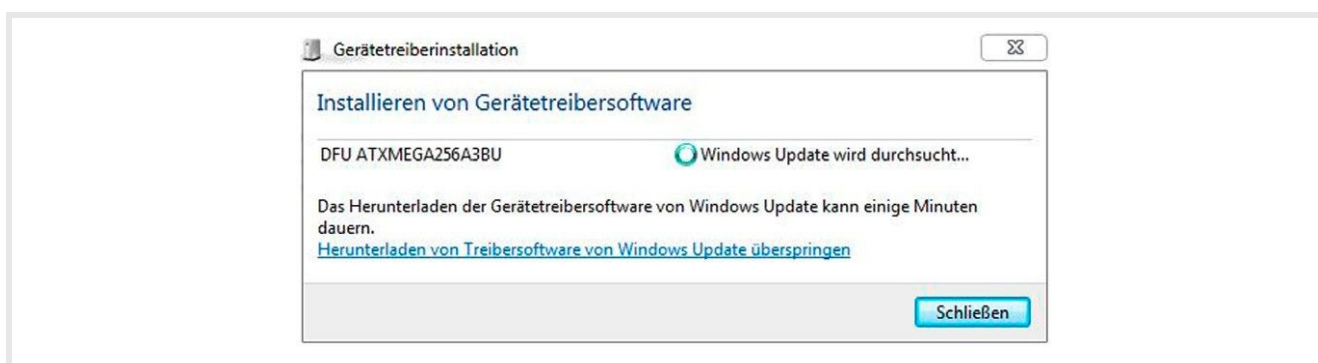 Gerätetreiberinstallation
Installieren von Gerätetreibersoftware
DFU ATXMEGA256A3BU Windows Update wird durchsucht...
Das Herunterladen der Gerätetreibersoftware von Windows Update kann einige Minuten
dauern.
Herunterladen von Treibersoftware von Windows Update überspringen
Schließen